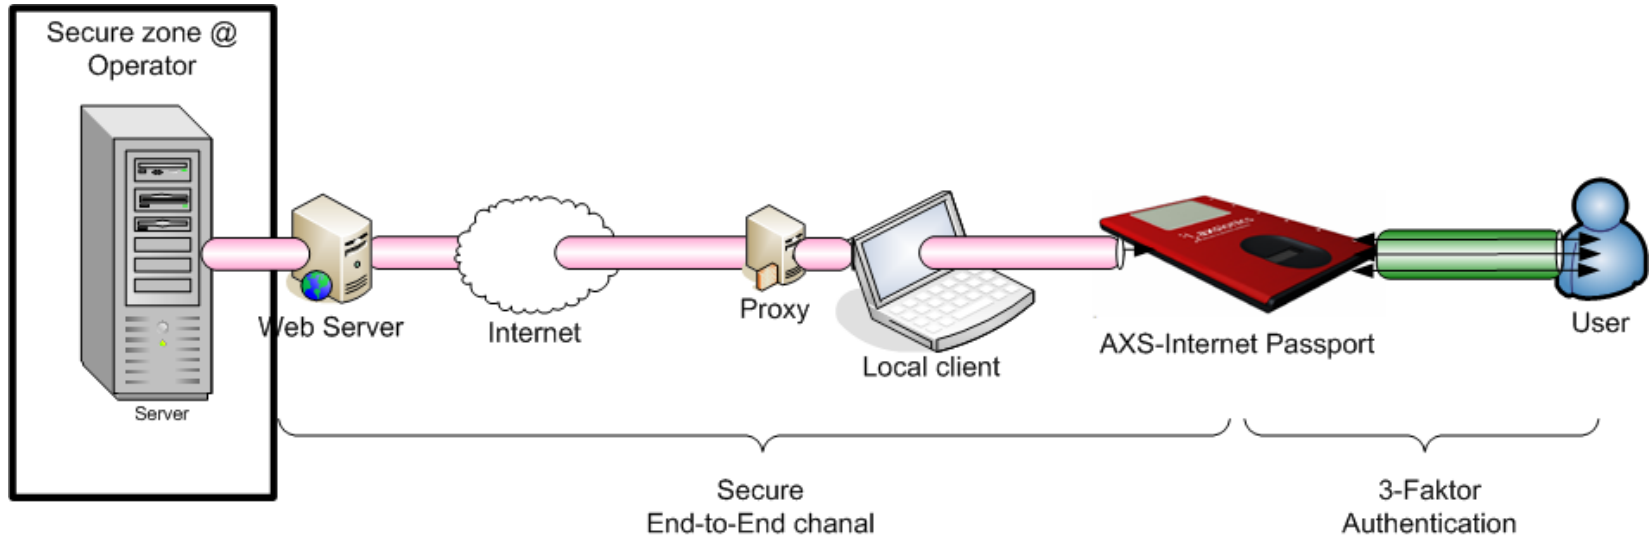 Secure zone @
Operator
Server
Web Server
Internet
Proxy
Local client
axsionics
AXS-Internet Passport
User
Secure
End-to-End chanal
3-Faktor
Authentication